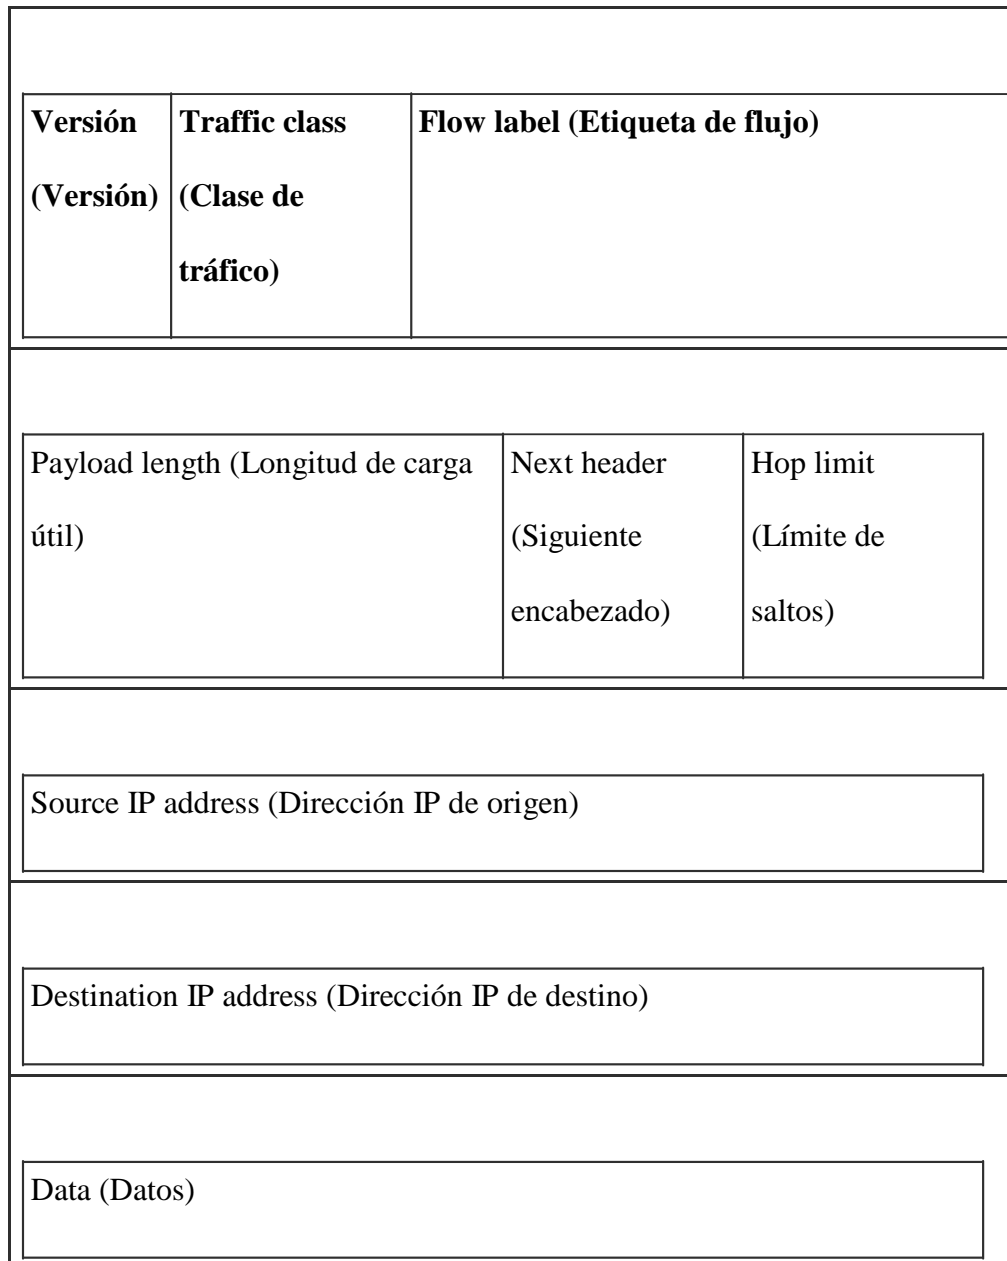 Versión
(Versión)
Traffic class
(Clase de
tráfico)
Flow label (Etiqueta de flujo)
Payload length (Longitud de carga
útil)
Next header
(Siguiente
encabezado)
Hop limit
(Límite de
saltos)
Source IP address (Dirección IP de origen)
Destination IP address (Dirección IP de destino)
Data (Datos)